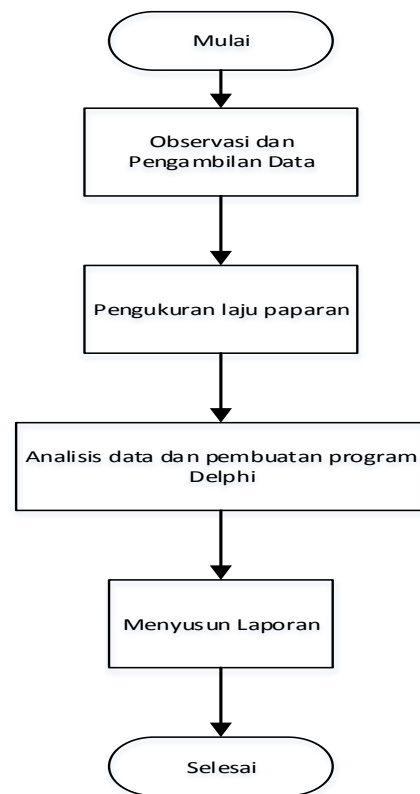 Mulai
Observasi dan
Pengambilan Data
Pengukuran laju paparan
Analisis data dan pembuatan program
Delphi
Menyusun Laporan
Selesai